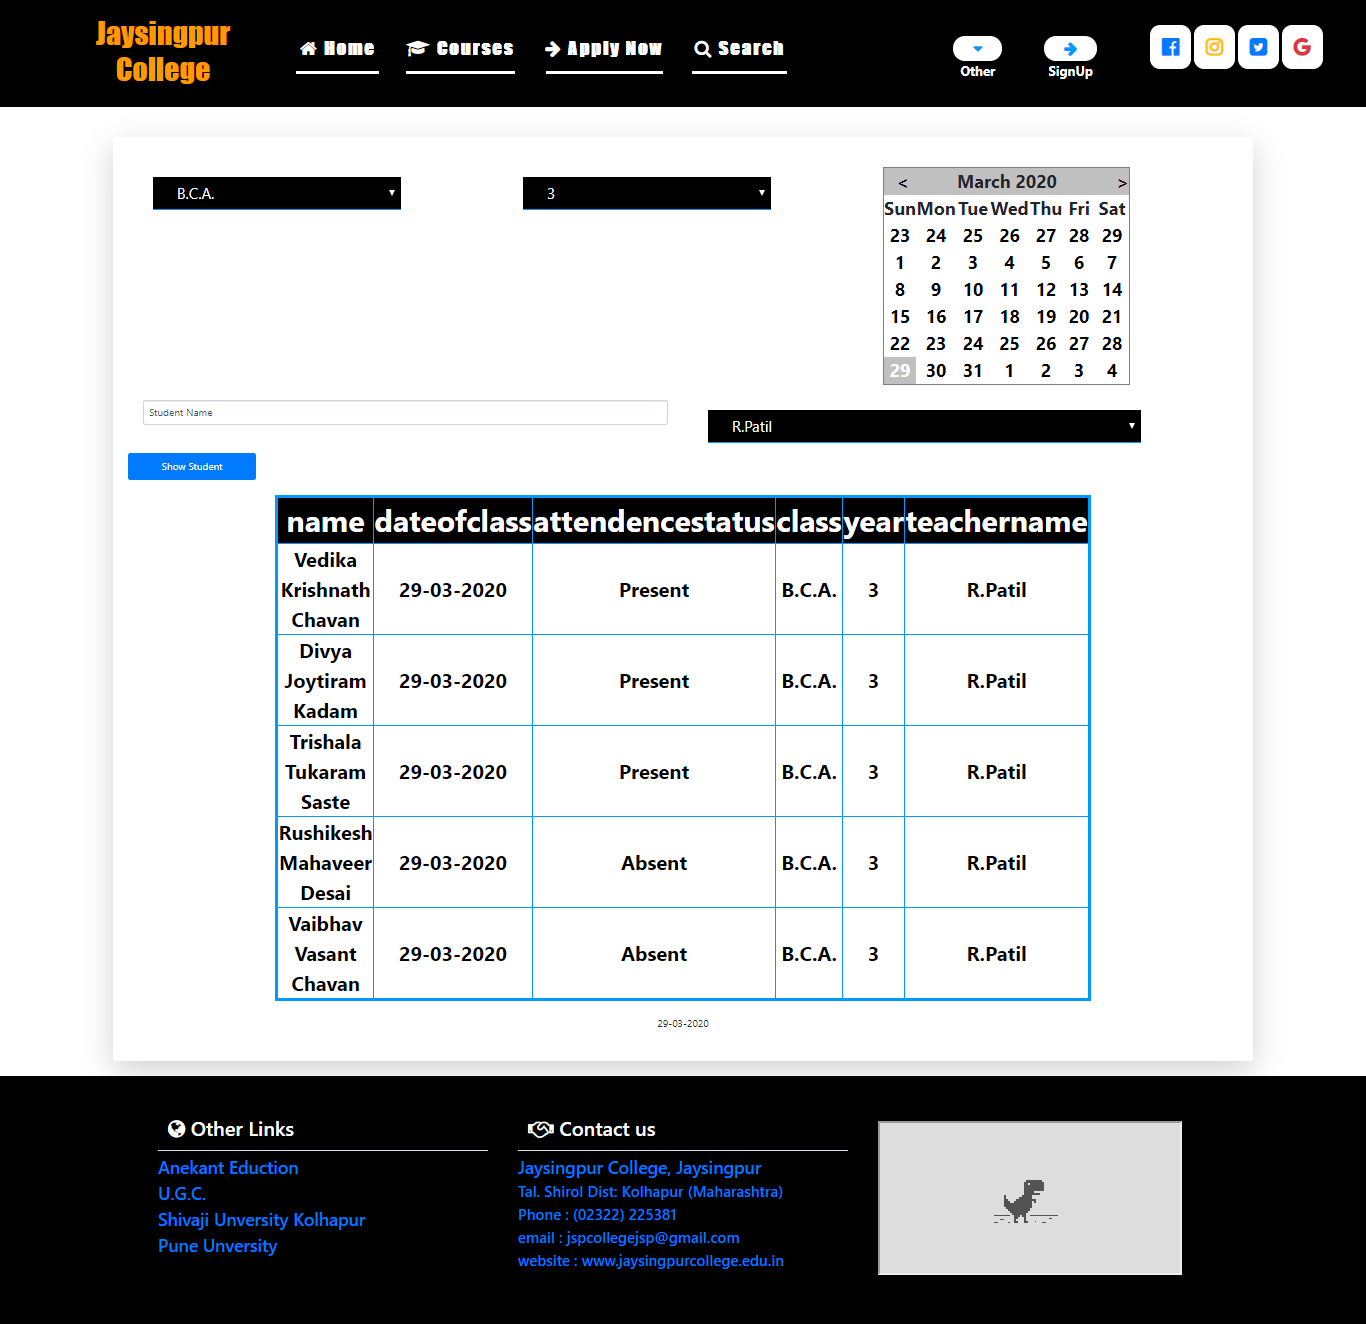 Jaysingpur
College
Home
Courses
Apply Now
Search
Other
SignUp
B.C.A.
3
< March 2020 >
Sun Mon Tue Wed Thu Fri Sat
23 24 25 26 27 28 29
1 2 3 4 5 6 7
8 9 10 11 12 13 14
15 16 17 18 19 20 21
22 23 24 25 26 27 28
29 30 31 1 2 3 4
Student Name
R.Patil
Show Student
name dateofclass attendencestatus class year teachername
Vedika
Krishnath 29-03-2020 Present B.C.A. 3 R.Patil
Chavan
Divya
Joytiram 29-03-2020 Present B.C.A. 3 R.Patil
Kadam
Trishala
Tukaram 29-03-2020 Present B.C.A. 3 R.Patil
Saste
Rushikesh
Mahaveer 29-03-2020 Absent B.C.A. 3 R.Patil
Desai
Vaibhav
Vasant 29-03-2020 Absent B.C.A. 3 R.Patil
Chavan
29-03-2020
Other Links
Anekant Eduction
U.G.C.
Shivaji Unversity Kolhapur
Pune Unversity
Contact us
Jaysingpur College, Jaysingpur
Tal. Shirol Dist: Kolhapur (Maharashtra)
Phone : (02322) 225381
email : jspcollegejsp@gmail.com
website : www.jaysingpurcollege.edu.in